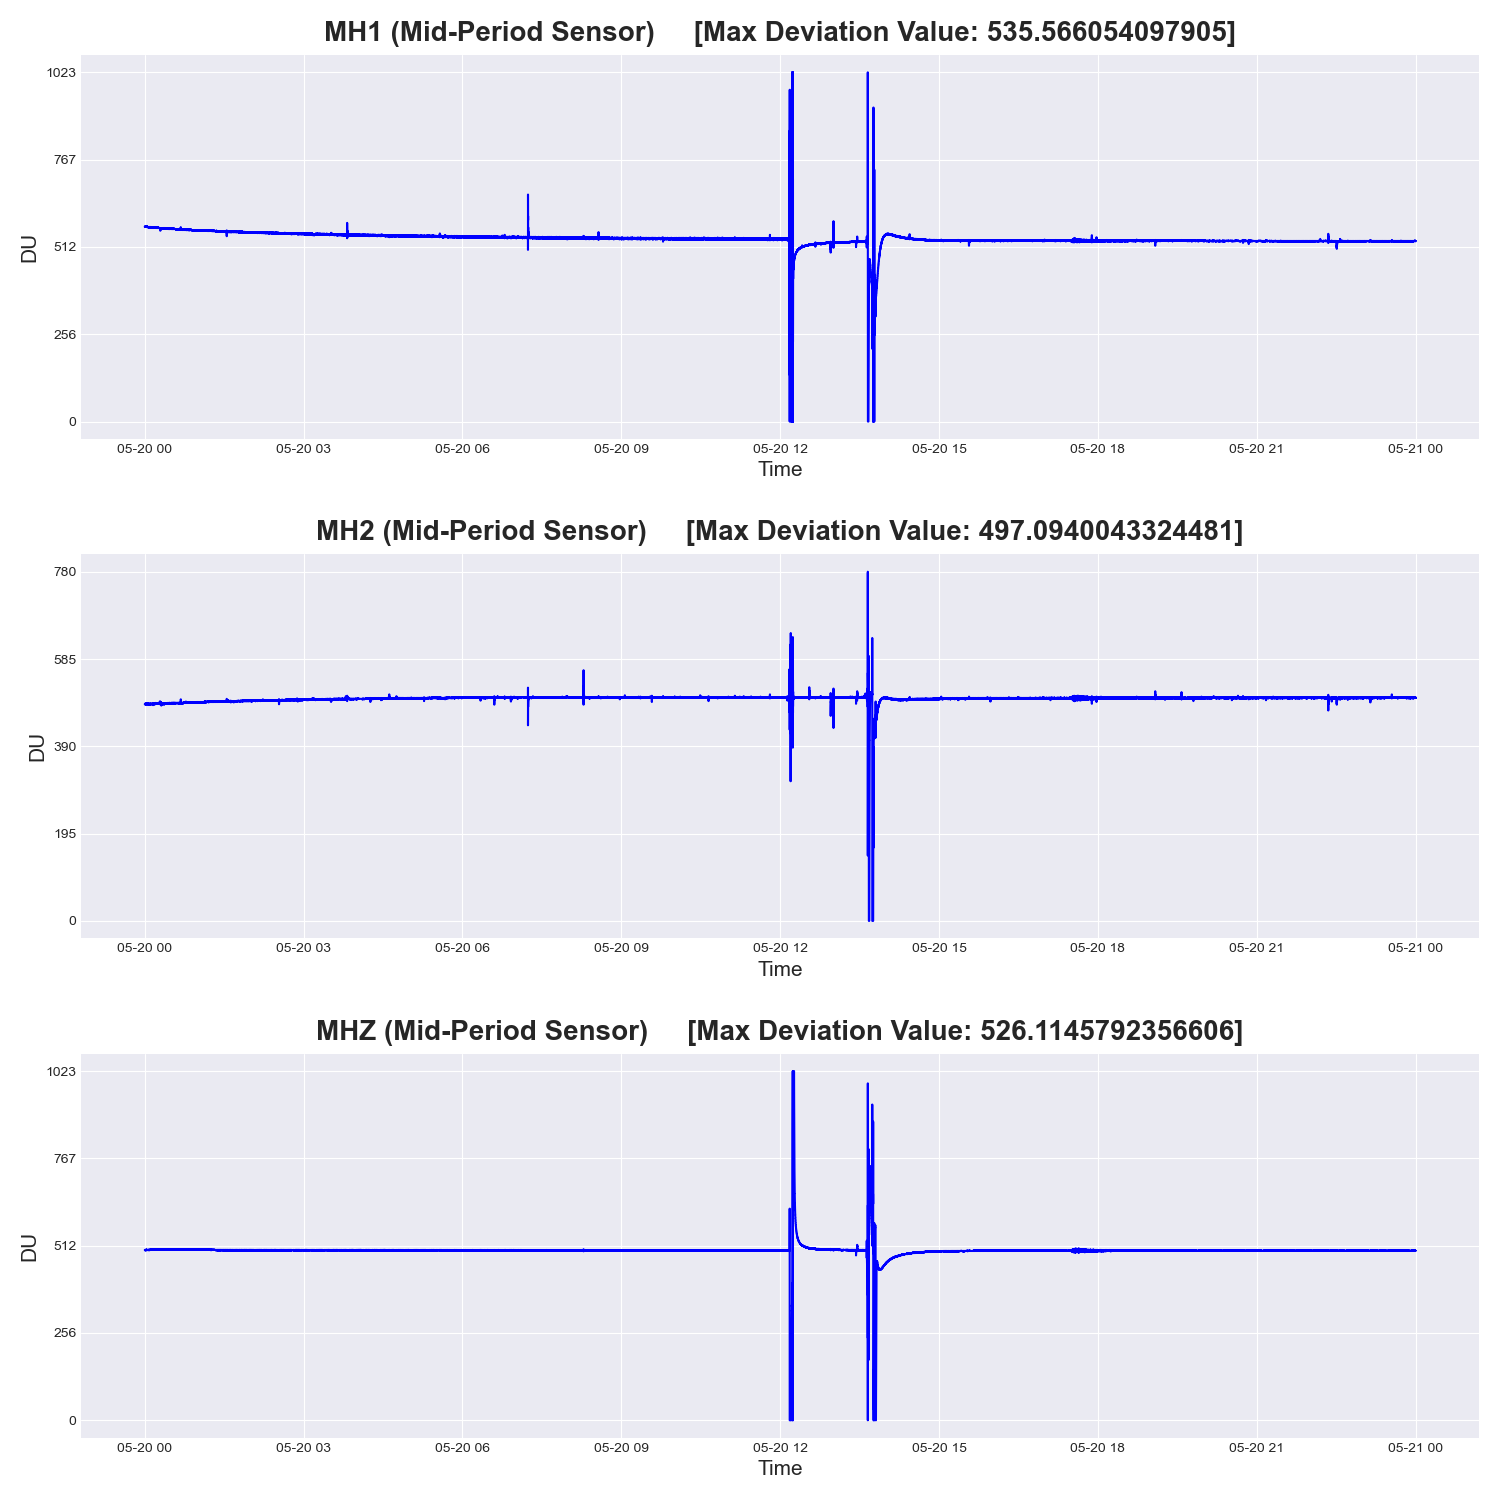 MH1 (Mid-Period Sensor) [Max Deviation Value: 535.566054097905]
1023
767
512
256
0
DU
05-20 00 05-20 03 05-20 06 05-20 09 05-20 12 05-20 15 05-20 18 05-20 21 05-21 00
Time
MH2 (Mid-Period Sensor) [Max Deviation Value: 497.0940043324481]
780
585
390
195
0
DU
05-20 00 05-20 03 05-20 06 05-20 09 05-20 12 05-20 15 05-20 18 05-20 21 05-21 00
Time
MHZ (Mid-Period Sensor) [Max Deviation Value: 526.1145792356606]
1023
767
512
256
0
DU
05-20 00 05-20 03 05-20 06 05-20 09 05-20 12 05-20 15 05-20 18 05-20 21 05-21 00
Time